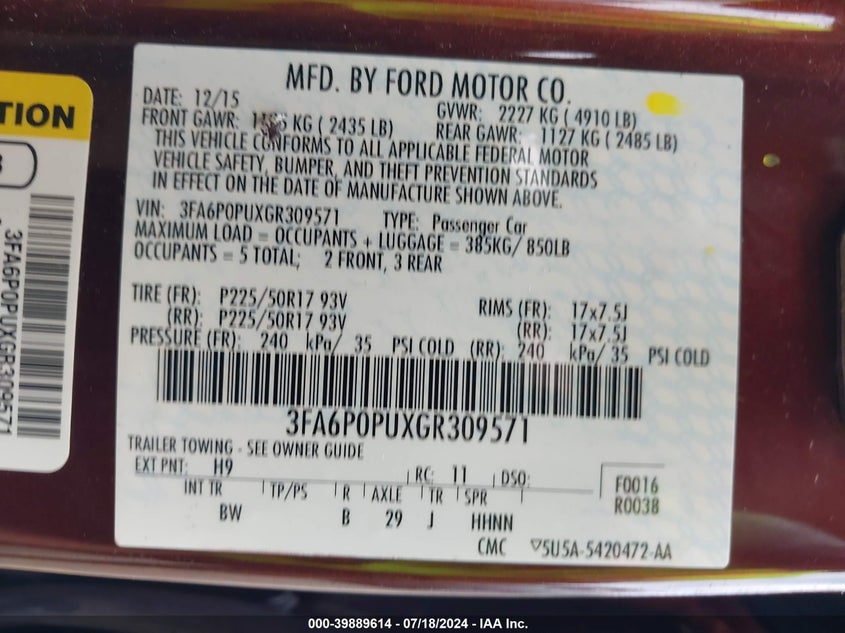 TION
3
3FA6P0PUXGR309571
MFD. BY FORD MOTOR CO.
DATE: 12/15
GVWR: 2227 KG ( 4910 LB)
FRONT GAWR: KG ( 2435 LB)
REAR GAWR: 1127 KG ( 2485 LB)
THIS VEHICLE CONFORMS TO ALL APPLICABLE FEDERAL MOTOR
VEHICLE SAFETY, BUMPER, AND THEFT PREVENTION STANDARDS
IN EFFECT ON THE DATE OF MANUFACTURE SHOWN ABOVE.
VIN: 3FA6P0PUXGR309571 TYPE: Passenger Car
MAXIMUM LOAD = OCCUPANTS + LUGGAGE = 385KG/ 850LB
OCCUPANTS = 5 TOTAL; 2 FRONT, 3 REAR
TIRE (FR): P225/50R17 93V RIMS (FR): 17x7.5J
(RR): P225/50R17 93V (RR): 17x7.5J
PRESSURE (FR): 240 kPa/ 35 PSI COLD (RR): 240 kPa/ 35 PSI COLD
3FA6P0PUXGR309571
TRAILER TOWING - SEE OWNER GUIDE
EXT PNT: H9 RC: 11 DSO:
F0016
R0038
INT TR TP/PS R AXLE TR SPR
BW B 29 J HHNN
CMC ▽5U5A-5420472-AA
000-39889614 / 07/18/2024 - IAA Inc.